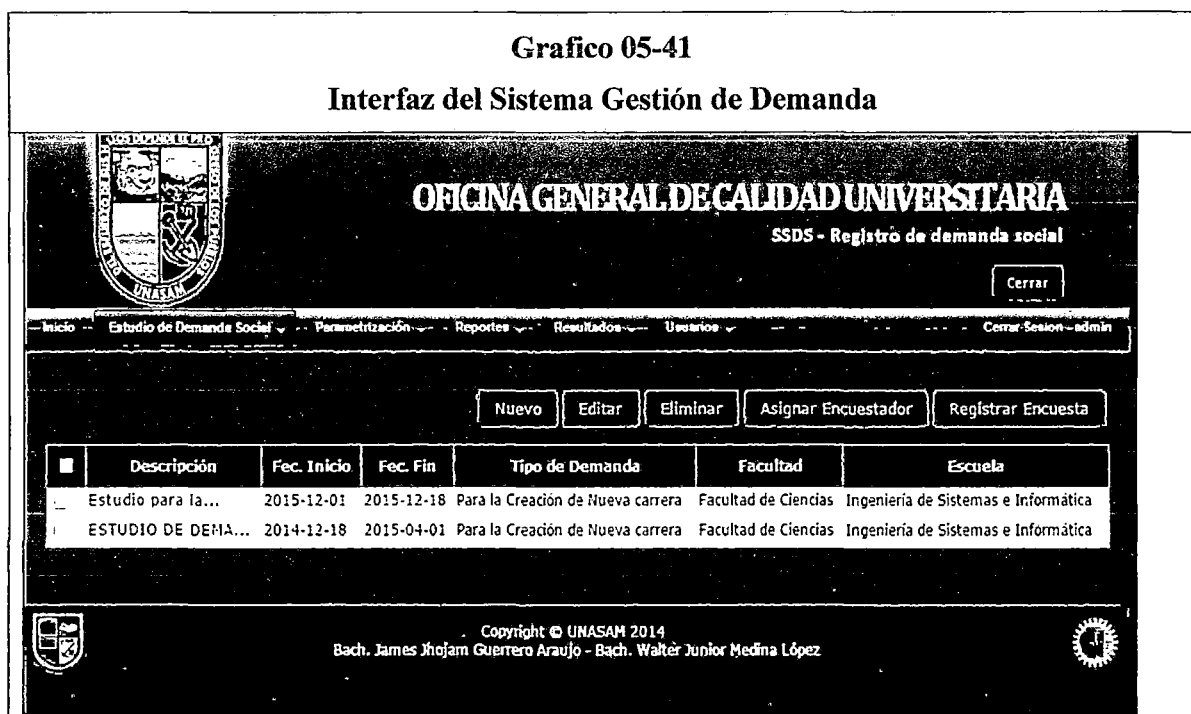 Grafico 05-41
Interfaz del Sistema Gestión de Demanda
UNASAM
OFICINA GENERAL DE CALIDAD UNIVERSITARIA
SSDS - Registro de demanda social
Cerrar
Inicio Estudio de Demanda Social Parametrización Reportes Resultados Usuarios Cerrar Sesion - admin
Nuevo Editar Eliminar Asignar Encuestador Registrar Encuesta
Descripción Fec. Inicio Fec. Fin Tipo de Demanda Facultad Escuela
Estudio para la... 2015-12-01 2015-12-18 Para la Creación de Nueva carrera Facultad de Ciencias Ingeniería de Sistemas e Informática
ESTUDIO DE DEMA... 2014-12-18 2015-04-01 Para la Creación de Nueva carrera Facultad de Ciencias Ingeniería de Sistemas e Informática
Copyright © UNASAM 2014
Bach. James Jhojam Guerrero Araujo - Bach. Walter Junior Medina López